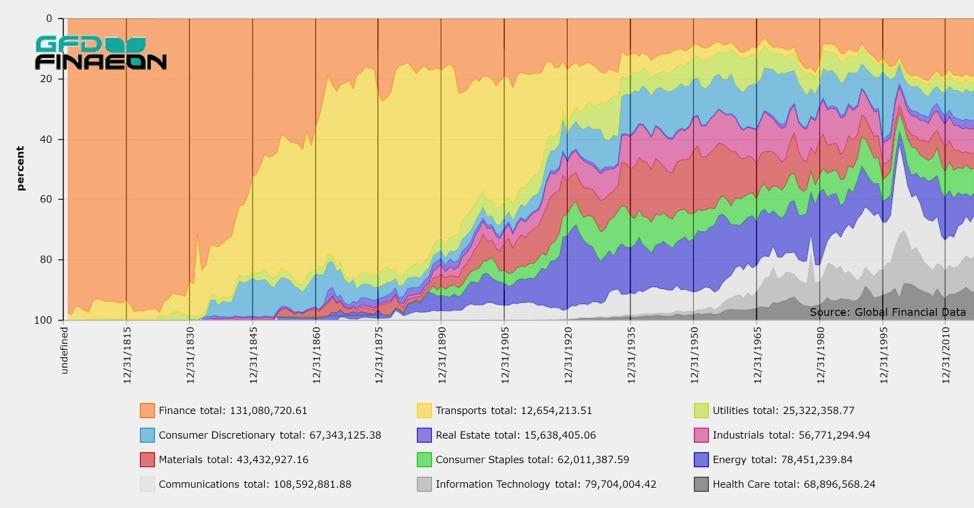 GFD
FINAEON
0
20
40
60
80
100
percent
undefined
12/31/1815
12/31/1830
12/31/1845
12/31/1860
12/31/1875
12/31/1890
12/31/1905
12/31/1920
12/31/1935
12/31/1950
12/31/1965
12/31/1980
12/31/1995
12/31/2010
Source: Global Financial Data
Finance total: 131,080,720.61
Transports total: 12,654,213.51
Utilities total: 25,322,358.77
Consumer Discretionary total: 67,343,125.38
Real Estate total: 15,638,405.06
Industrials total: 56,771,294.94
Materials total: 43,432,927.16
Consumer Staples total: 62,011,387.59
Energy total: 78,451,239.84
Communications total: 108,592,881.88
Information Technology total: 79,704,004.42
Health Care total: 68,896,568.24